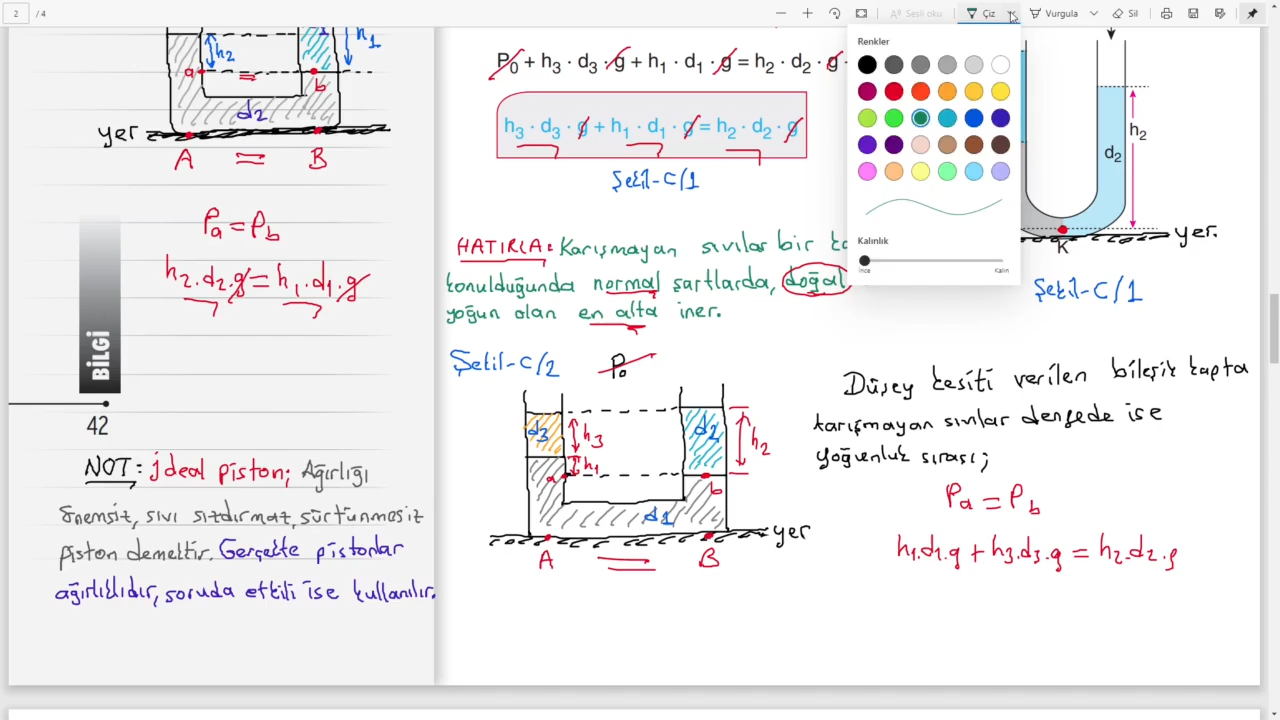 2 / 4
Sesli oku
Çiz
Vurgula
Sil
Renkler
Kalınlık
İnce
Kalın
h2
h1
a
=
b
d2
yer
A = B
Pa = Pb
h2.d2.g = h1.d1.g
BİLGİ
42
NOT: İdeal piston; Ağırlığı
önemsiz, sıvı sızdırmaz, sürtünmesiz
piston demektir. Gerçekte pistonlar
ağırlıklıdır, soruda etkili ise kullanılır.
P0 + h3 · d3 · g + h1 · d1 · g = h2 · d2 · g
h3 · d3 · g + h1 · d1 · g = h2 · d2 · g
Şekil-C/1
HATIRLA: Karışmayan sıvılar bir
konulduğunda normal şartlarda, doğal
yoğun olan en alta iner.
Şekil-C/2
P0
d3
h3
h1
a
d2
h2
b
d1
yer
A = B
h2
d2
K
yer.
Şekil-C/1
Düşey kesiti verilen bileşik kapta
karışmayan sıvılar dengede ise
yoğunluk sırası;
Pa = Pb
h1.d1.g + h3.d3.g = h2.d2.g